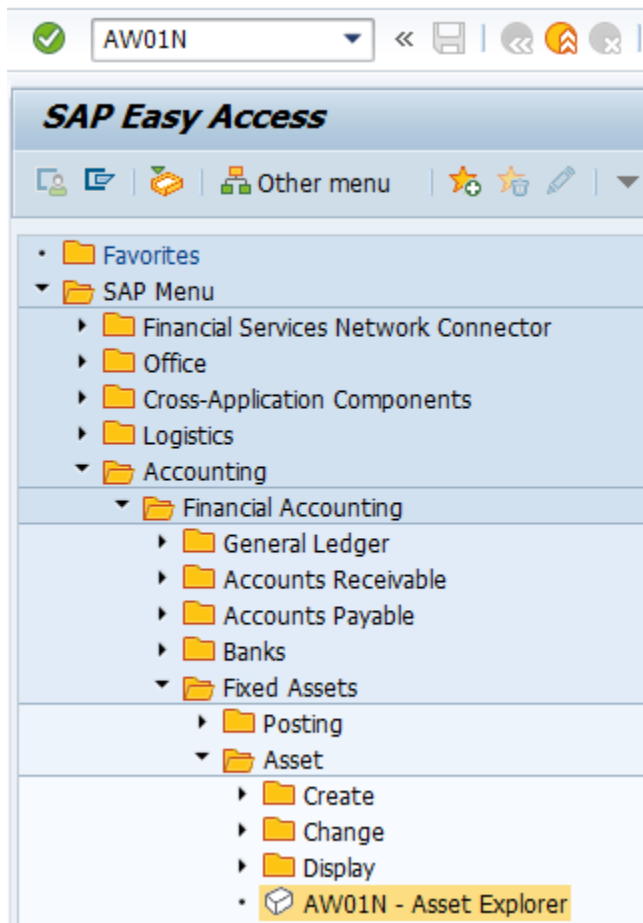 AW01N
SAP Easy Access
Other menu
Favorites
SAP Menu
Financial Services Network Connector
Office
Cross-Application Components
Logistics
Accounting
Financial Accounting
General Ledger
Accounts Receivable
Accounts Payable
Banks
Fixed Assets
Posting
Asset
Create
Change
Display
AW01N - Asset Explorer